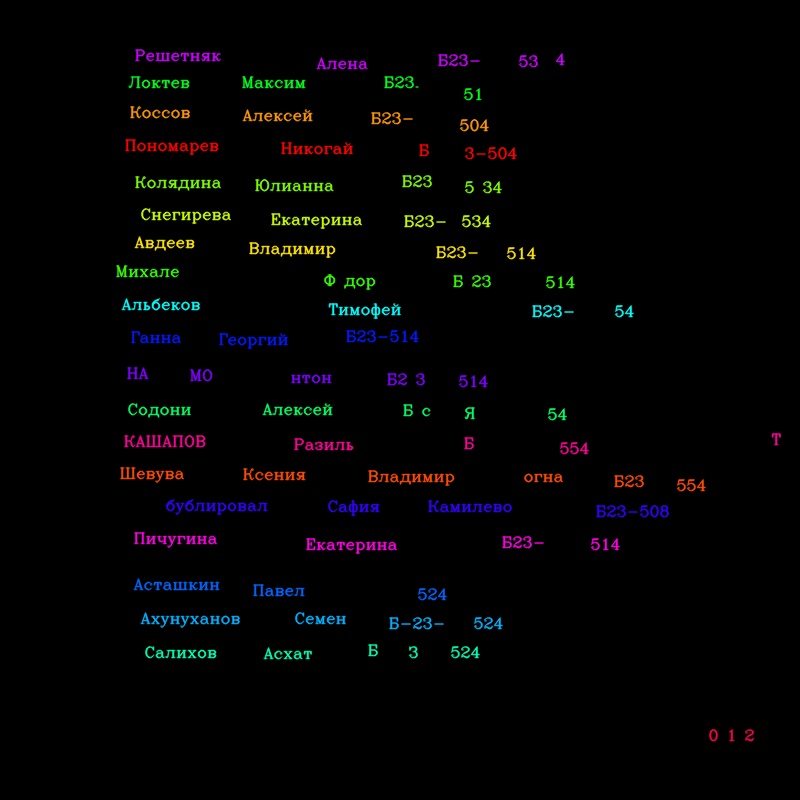 Решетняк Алена Б23- 53 4
Локтев Максим Б23. 51
Коссов Алексей Б23- 504
Пономарев Никогай Б 3-504
Колядина Юлианна Б23 5 34
Снегирева Екатерина Б23- 534
Авдеев Владимир Б23- 514
Михале Ф дор Б 23 514
Альбеков Тимофей Б23- 54
Ганна Георгий Б23-514
НА МО нтон Б2 3 514
Содони Алексей Б с Я 54
КАШАПОВ Разиль Б 554 Т
Шевува Ксения Владимир огна Б23 554
бублировал Сафия Камилево Б23-508
Пичугина Екатерина Б23- 514
Асташкин Павел 524
Ахунуханов Семен Б-23- 524
Салихов Асхат Б 3 524
0 1 2